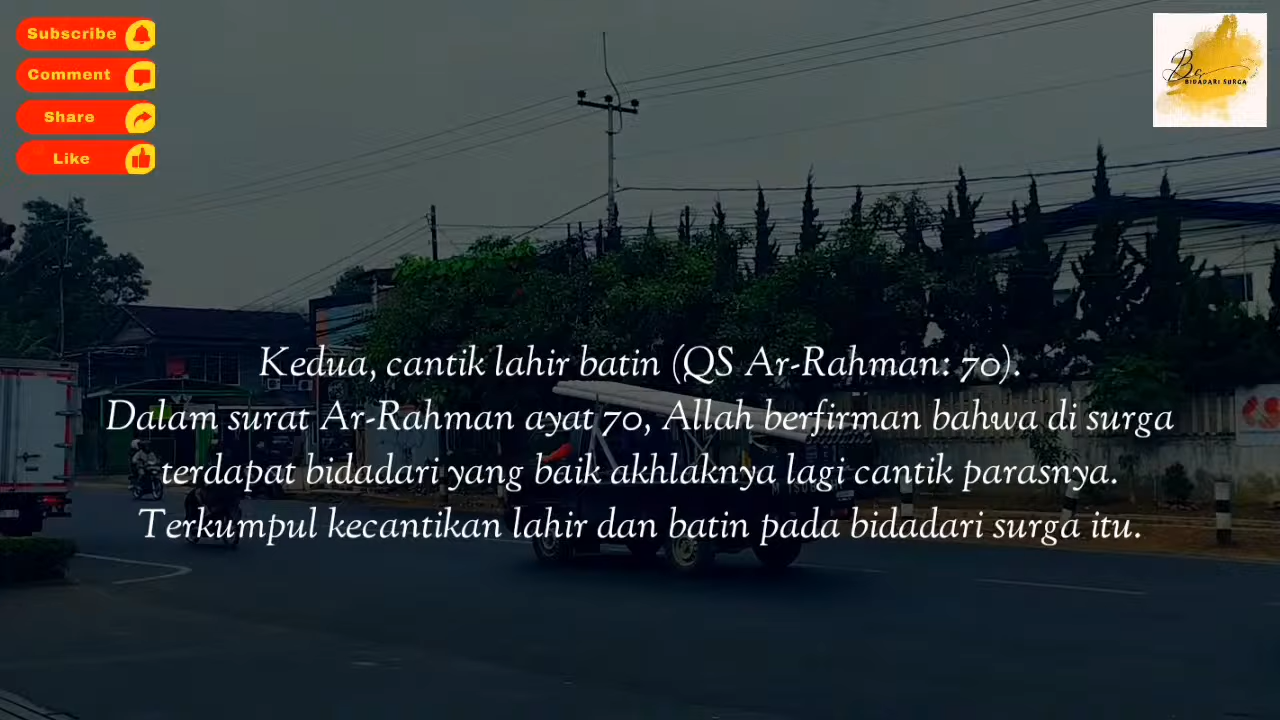 Subscribe
Comment
Share
Like
Bs
BIDADARI SURGA
Kedua, cantik lahir batin (QS Ar-Rahman: 70).
Dalam surat Ar-Rahman ayat 70, Allah berfirman bahwa di surga
terdapat bidadari yang baik akhlaknya lagi cantik parasnya.
Terkumpul kecantikan lahir dan batin pada bidadari surga itu.